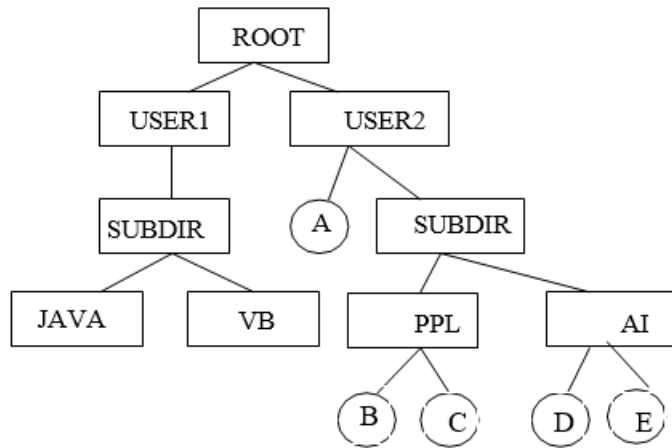 ROOT
USER1 USER2
A
SUBDIR SUBDIR
JAVA VB PPL AI
B C D E